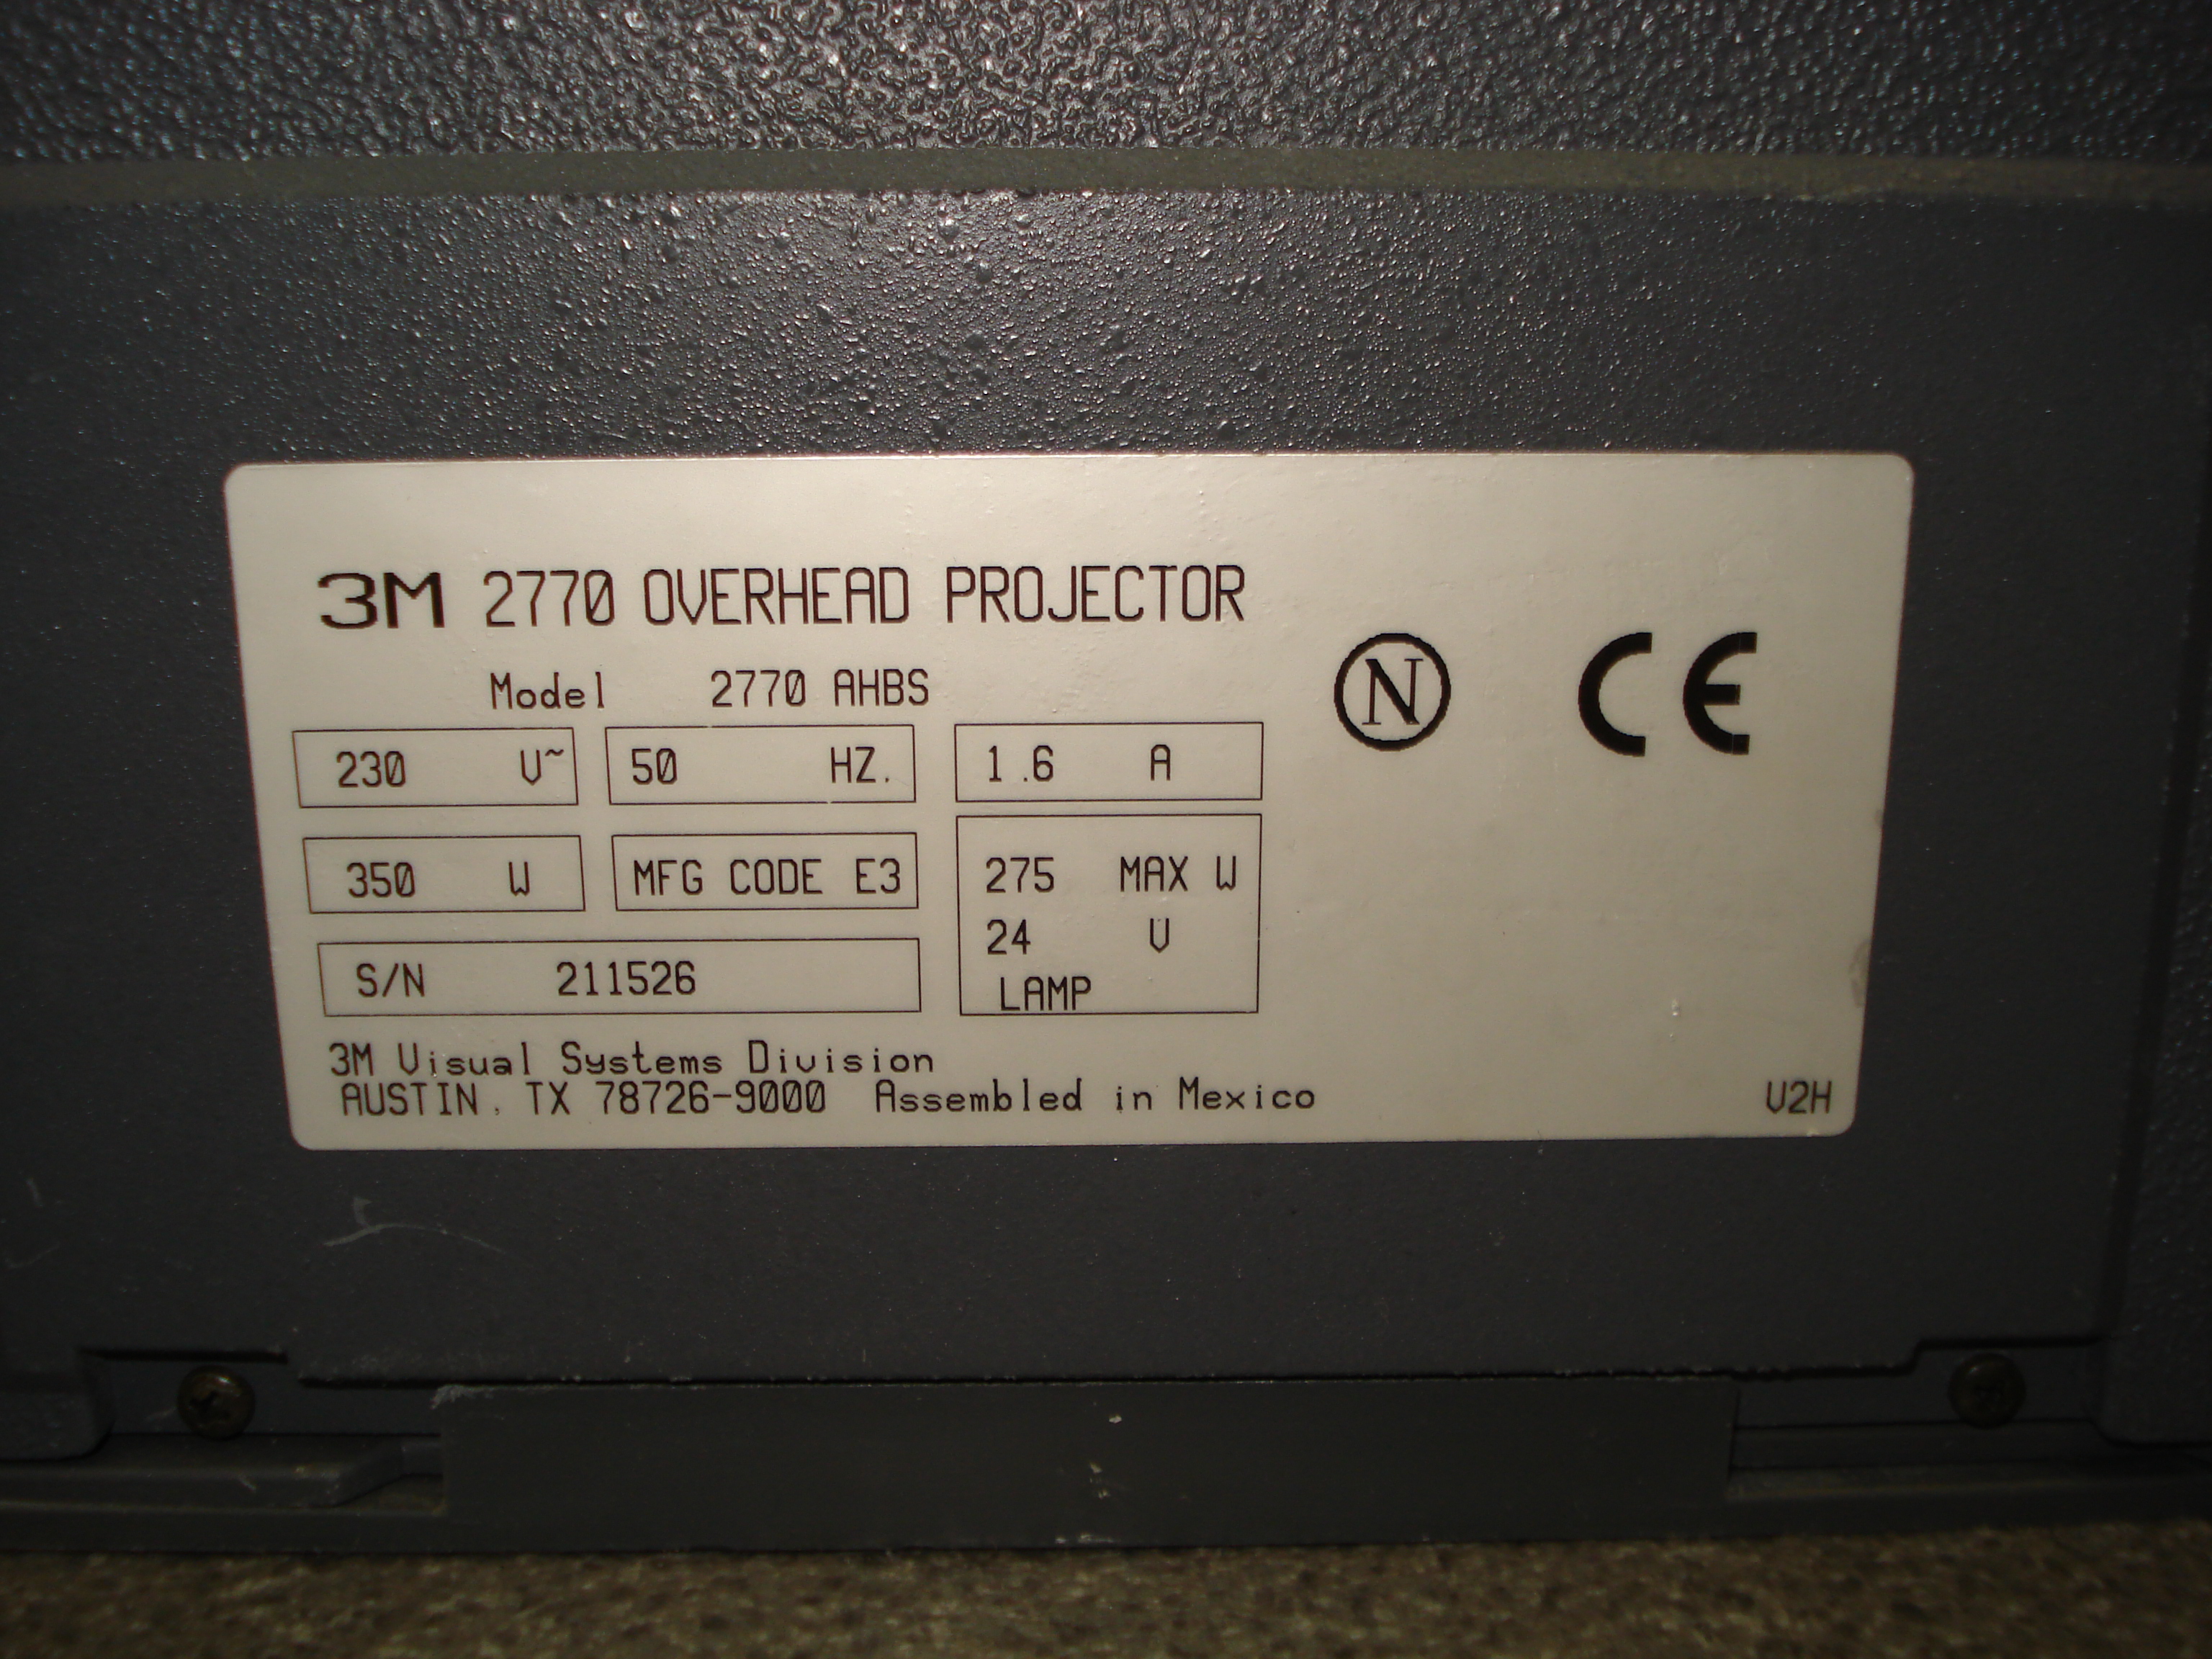 3M 2770 OVERHEAD PROJECTOR
Model 2770 AHBS
230 V~ 50 HZ. 1.6 A
350 W MFG CODE E3 275 MAX W
24 V
S/N 211526 LAMP
N CE
3M Visual Systems Division
AUSTIN, TX 78726-9000 Assembled in Mexico
V2H